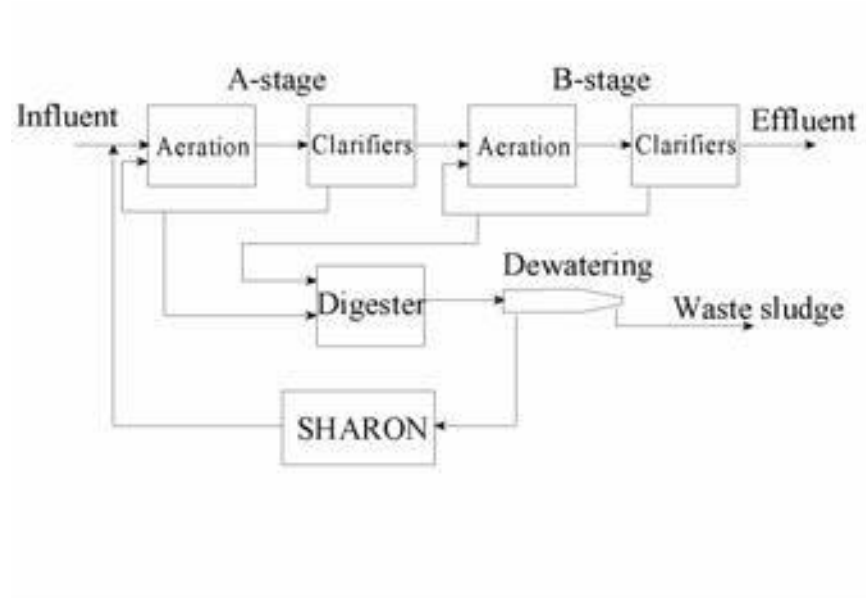 A-stage
B-stage
Influent
Effluent
Aeration
Clarifiers
Aeration
Clarifiers
Dewatering
Digester
Waste sludge
SHARON